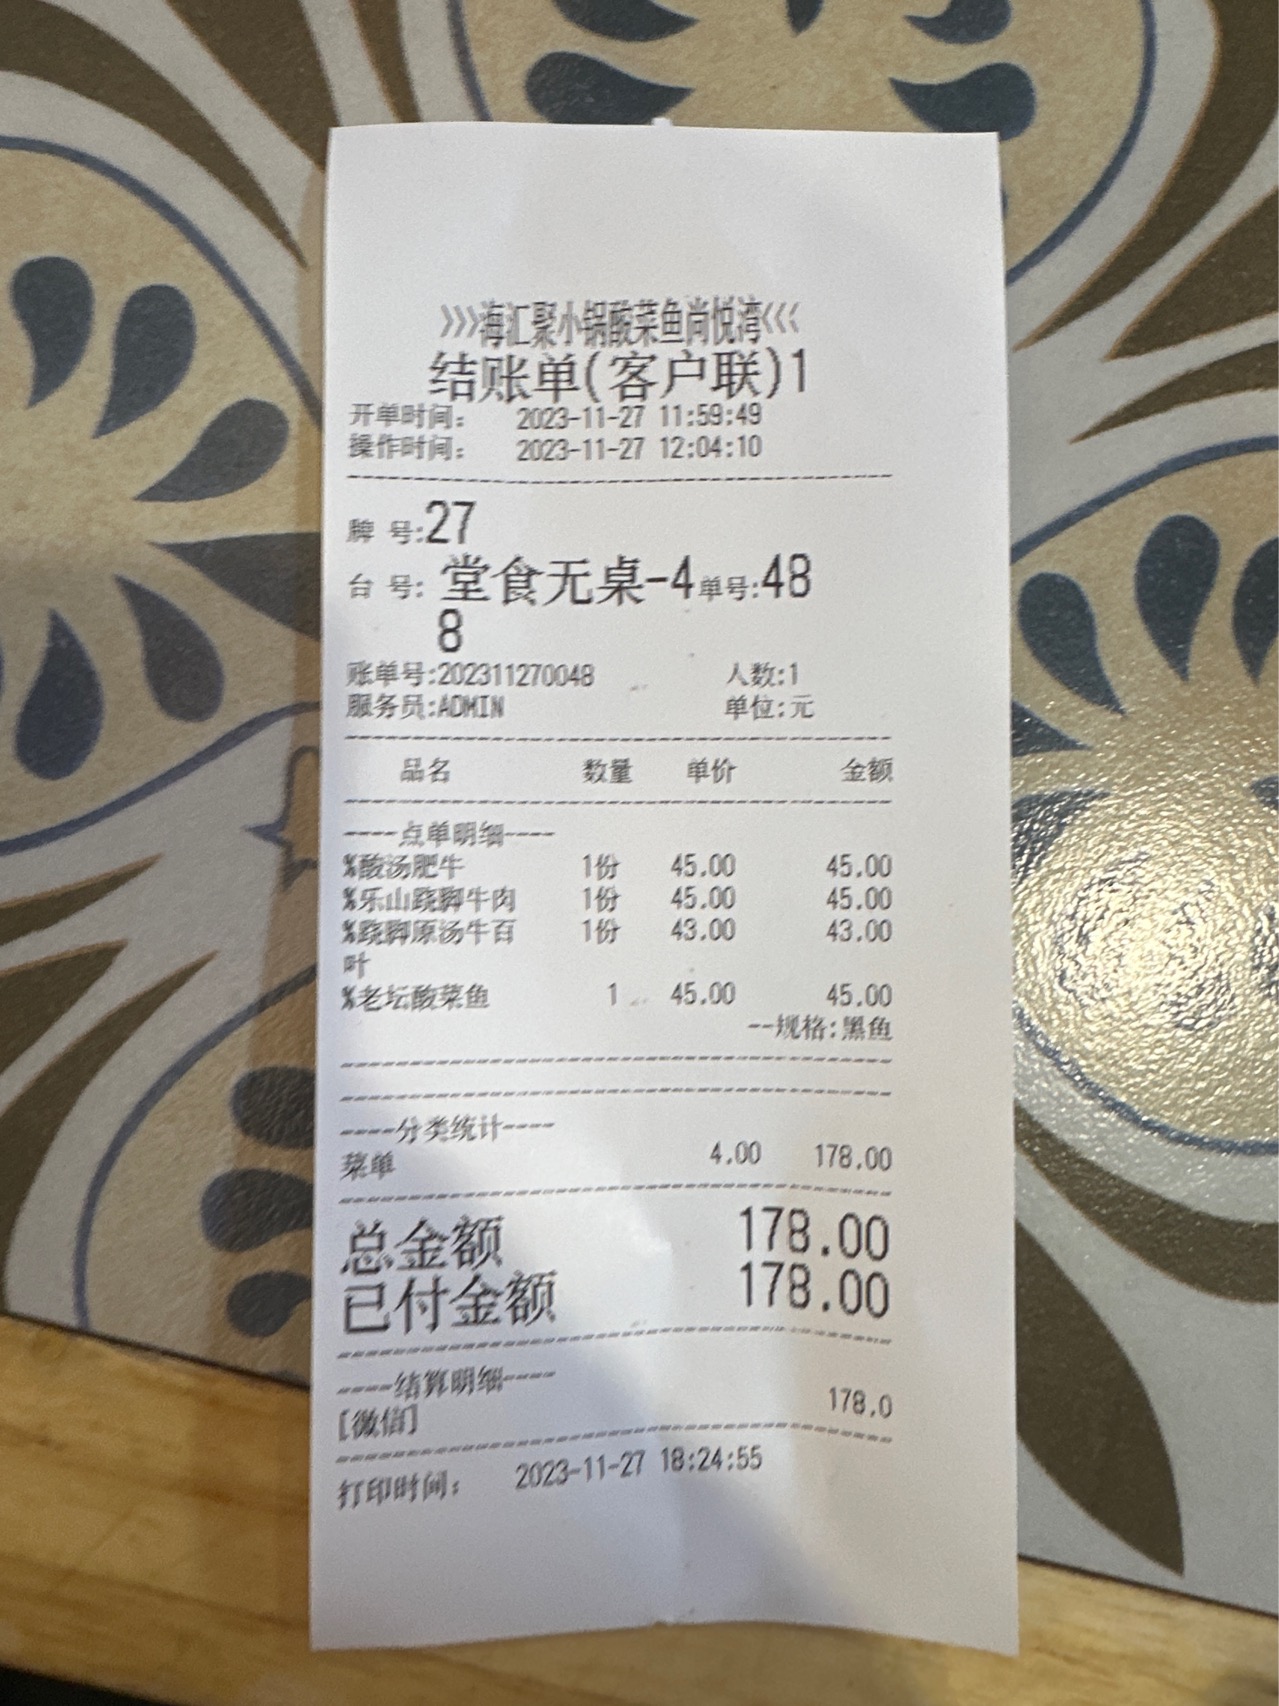 >>>海汇聚小锅酸菜鱼尚悦湾<<<
结账单(客户联)1
开单时间: 2023-11-27 11:59:49
操作时间: 2023-11-27 12:04:10
牌 号:27
台 号: 堂食无桌-4 单号:48
8
账单号:202311270048 人数:1
服务员:ADMIN 单位:元
品名 数量 单价 金额
----点单明细----
%酸汤肥牛 1份 45.00 45.00
%乐山跷脚牛肉 1份 45.00 45.00
%跷脚原汤牛百 1份 43.00 43.00
叶
%老坛酸菜鱼 1 45.00 45.00
--规格:黑鱼
----分类统计----
菜单 4.00 178.00
总金额 178.00
已付金额 178.00
----结算明细----
[微信] 178.0
打印时间: 2023-11-27 18:24:55